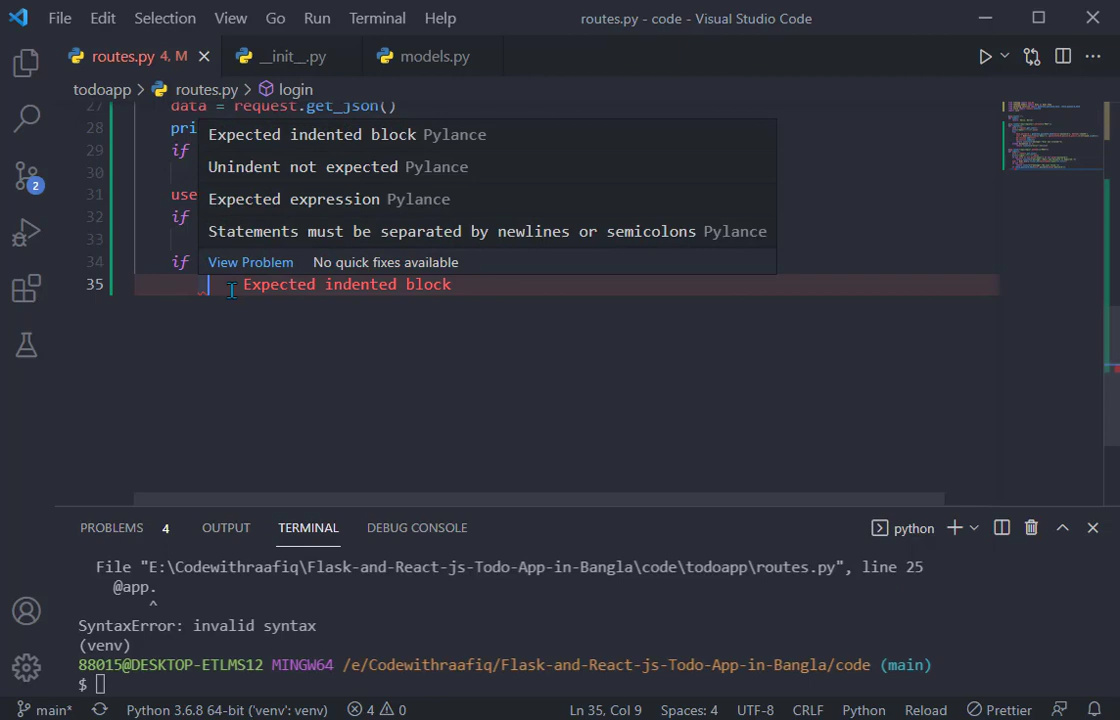 File Edit Selection View Go Run Terminal Help routes.py - code - Visual Studio Code
routes.py 4, M __init__.py models.py
todoapp routes.py login
27 data = request.get_json()
28 pri
29 if
30
31 use
32 if
33
34 if
35 Expected indented block
Expected indented block Pylance
Unindent not expected Pylance
Expected expression Pylance
Statements must be separated by newlines or semicolons Pylance
View Problem No quick fixes available
2
PROBLEMS 4 OUTPUT TERMINAL DEBUG CONSOLE python
File "E:\Codewithraafiq\Flask-and-React-js-Todo-App-in-Bangla\code\todoapp\routes.py", line 25
@app.
^
SyntaxError: invalid syntax
(venv)
88015@DESKTOP-ETLMS12 MINGW64 /e/Codewithraafiq/Flask-and-React-js-Todo-App-in-Bangla/code (main)
$
main* Python 3.6.8 64-bit ('venv': venv) 4 0 Ln 35, Col 9 Spaces: 4 UTF-8 CRLF Python Reload Prettier